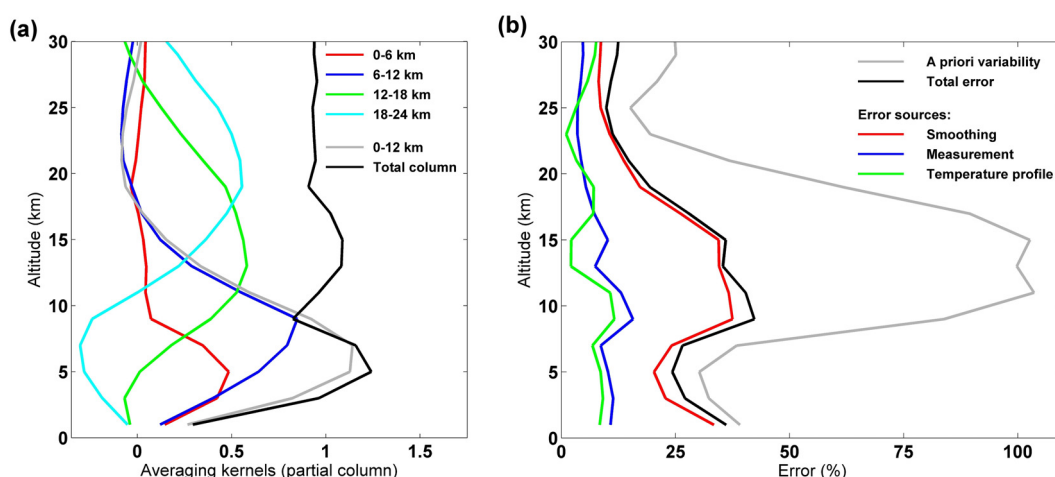 (a)
30
25
20
15
10
5
0
Altitude (km)
0 0.5 1 1.5
Averaging kernels (partial column)
0-6 km
6-12 km
12-18 km
18-24 km
0-12 km
Total column
(b)
30
25
20
15
10
5
0
Altitude (km)
0 25 50 75 100
Error (%)
A priori variability
Total error
Error sources:
Smoothing
Measurement
Temperature profile